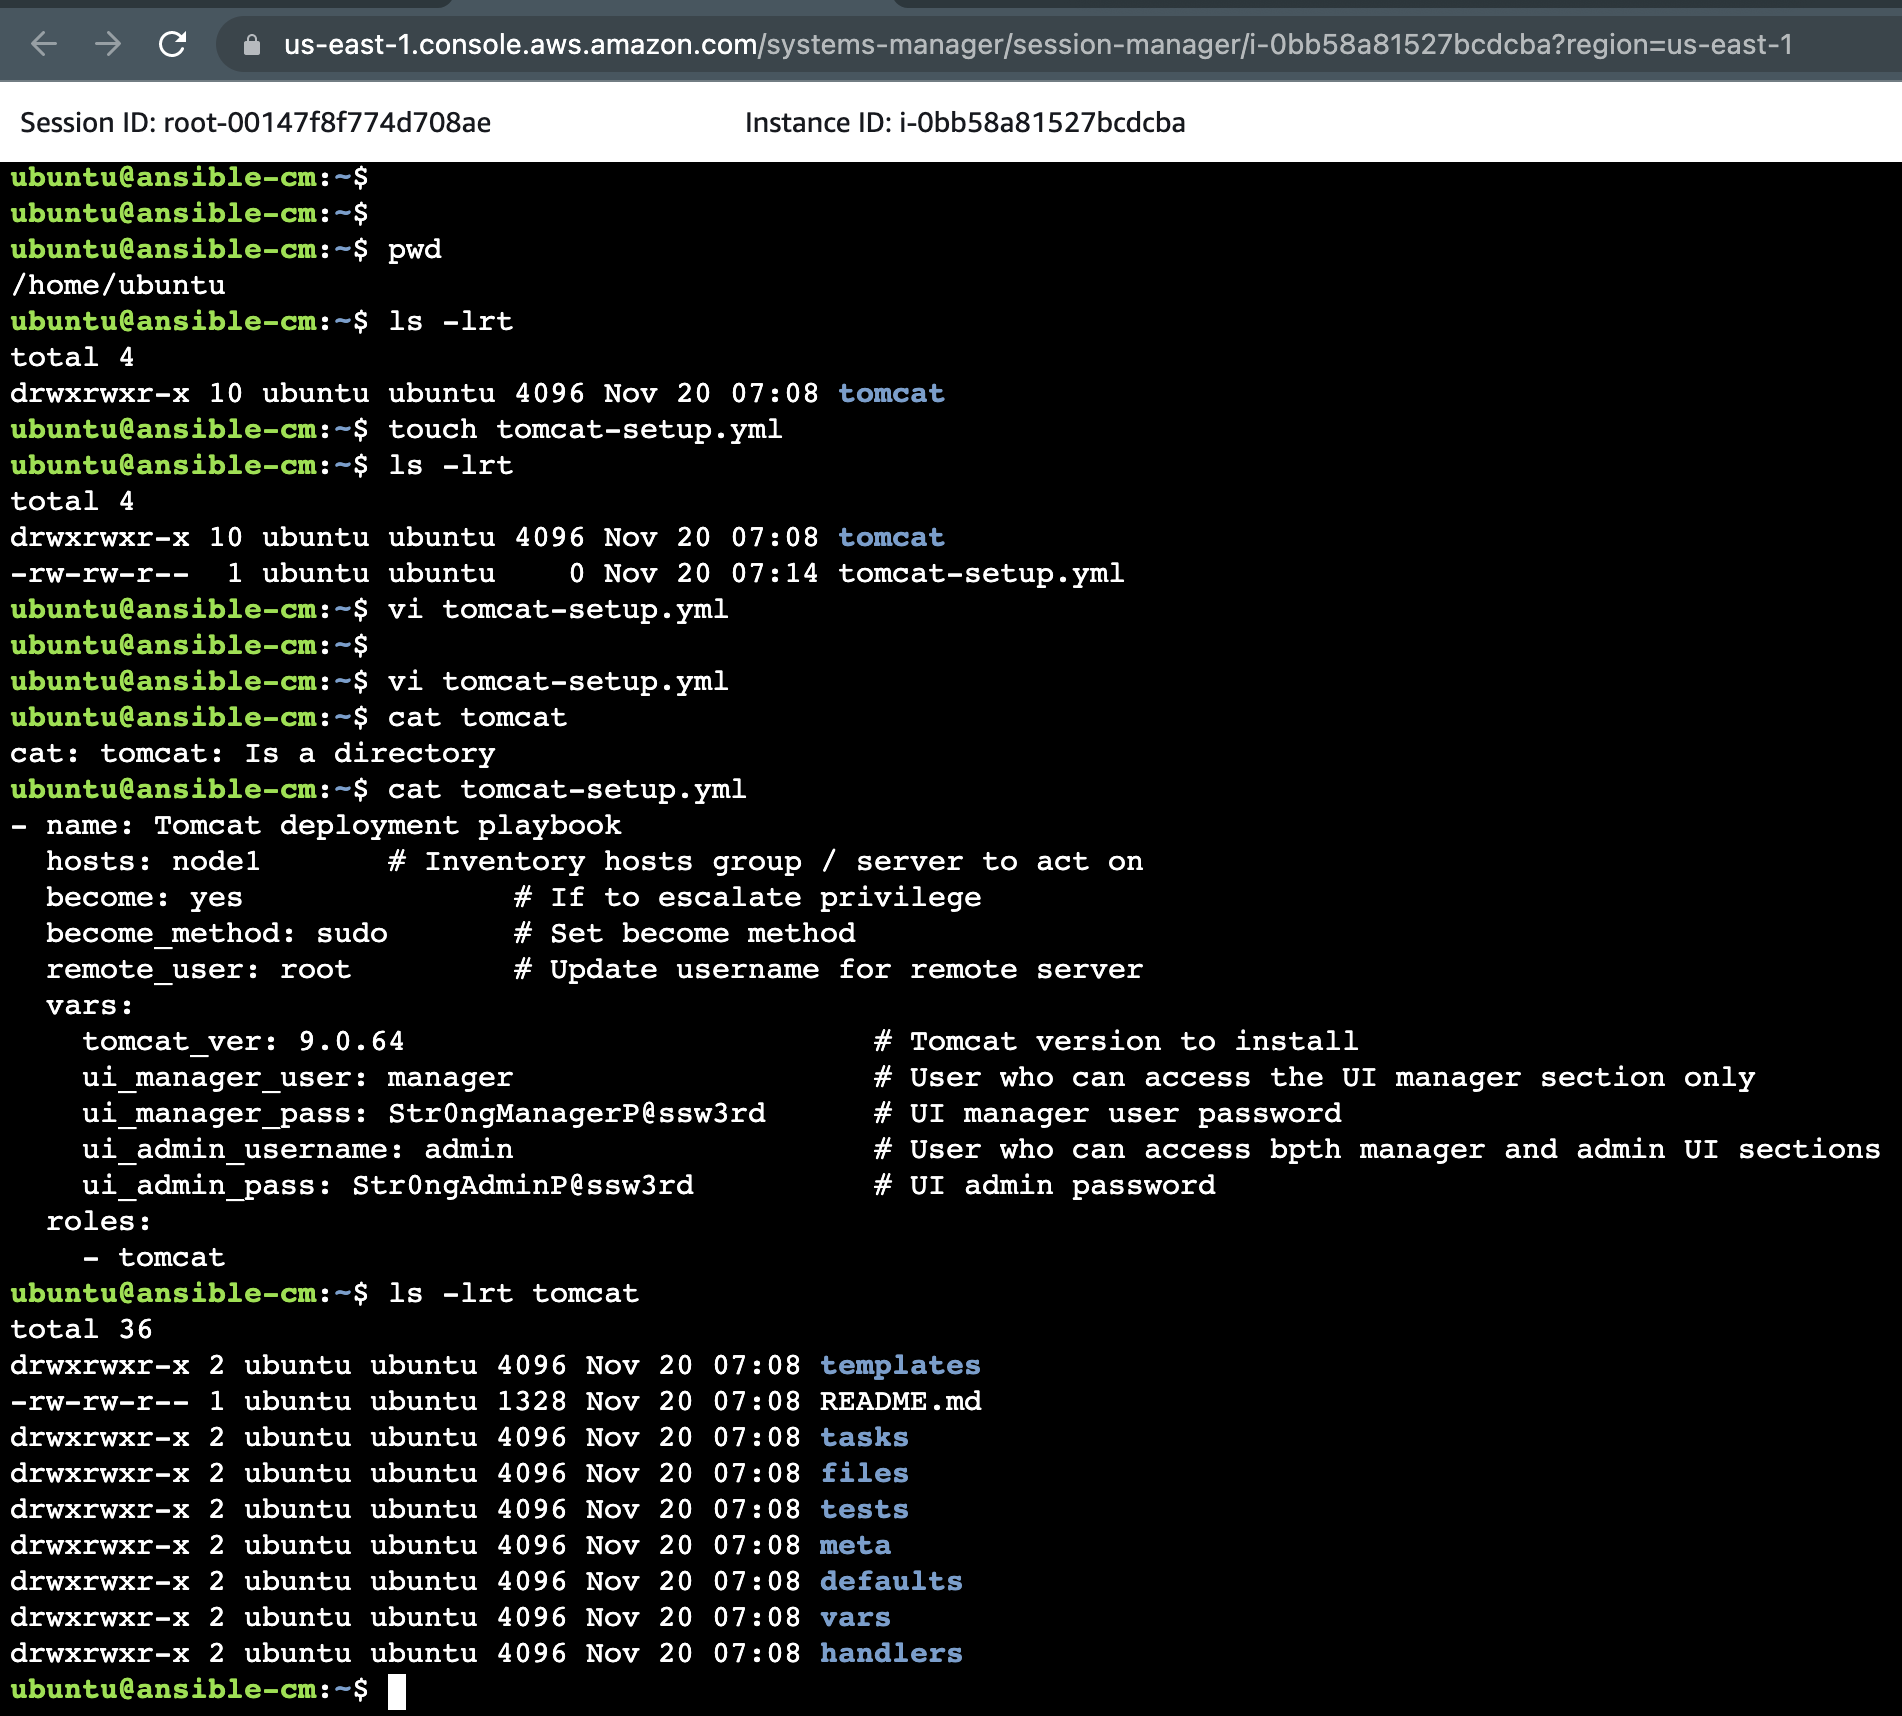 us-east-1.console.aws.amazon.com/systems-manager/session-manager/i-0bb58a81527bcdcba?region=us-east-1
Session ID: root-00147f8f774d708ae Instance ID: i-0bb58a81527bcdcba
ubuntu@ansible-cm:~$
ubuntu@ansible-cm:~$
ubuntu@ansible-cm:~$ pwd
/home/ubuntu
ubuntu@ansible-cm:~$ ls -lrt
total 4
drwxrwxr-x 10 ubuntu ubuntu 4096 Nov 20 07:08 tomcat
ubuntu@ansible-cm:~$ touch tomcat-setup.yml
ubuntu@ansible-cm:~$ ls -lrt
total 4
drwxrwxr-x 10 ubuntu ubuntu 4096 Nov 20 07:08 tomcat
-rw-rw-r--  1 ubuntu ubuntu    0 Nov 20 07:14 tomcat-setup.yml
ubuntu@ansible-cm:~$ vi tomcat-setup.yml
ubuntu@ansible-cm:~$
ubuntu@ansible-cm:~$ vi tomcat-setup.yml
ubuntu@ansible-cm:~$ cat tomcat
cat: tomcat: Is a directory
ubuntu@ansible-cm:~$ cat tomcat-setup.yml
- name: Tomcat deployment playbook
  hosts: node1       # Inventory hosts group / server to act on
  become: yes               # If to escalate privilege
  become_method: sudo       # Set become method
  remote_user: root         # Update username for remote server
  vars:
    tomcat_ver: 9.0.64                          # Tomcat version to install
    ui_manager_user: manager                    # User who can access the UI manager section only
    ui_manager_pass: Str0ngManagerP@ssw3rd      # UI manager user password
    ui_admin_username: admin                    # User who can access bpth manager and admin UI sections
    ui_admin_pass: Str0ngAdminP@ssw3rd          # UI admin password
  roles:
    - tomcat
ubuntu@ansible-cm:~$ ls -lrt tomcat
total 36
drwxrwxr-x 2 ubuntu ubuntu 4096 Nov 20 07:08 templates
-rw-rw-r-- 1 ubuntu ubuntu 1328 Nov 20 07:08 README.md
drwxrwxr-x 2 ubuntu ubuntu 4096 Nov 20 07:08 tasks
drwxrwxr-x 2 ubuntu ubuntu 4096 Nov 20 07:08 files
drwxrwxr-x 2 ubuntu ubuntu 4096 Nov 20 07:08 tests
drwxrwxr-x 2 ubuntu ubuntu 4096 Nov 20 07:08 meta
drwxrwxr-x 2 ubuntu ubuntu 4096 Nov 20 07:08 defaults
drwxrwxr-x 2 ubuntu ubuntu 4096 Nov 20 07:08 vars
drwxrwxr-x 2 ubuntu ubuntu 4096 Nov 20 07:08 handlers
ubuntu@ansible-cm:~$